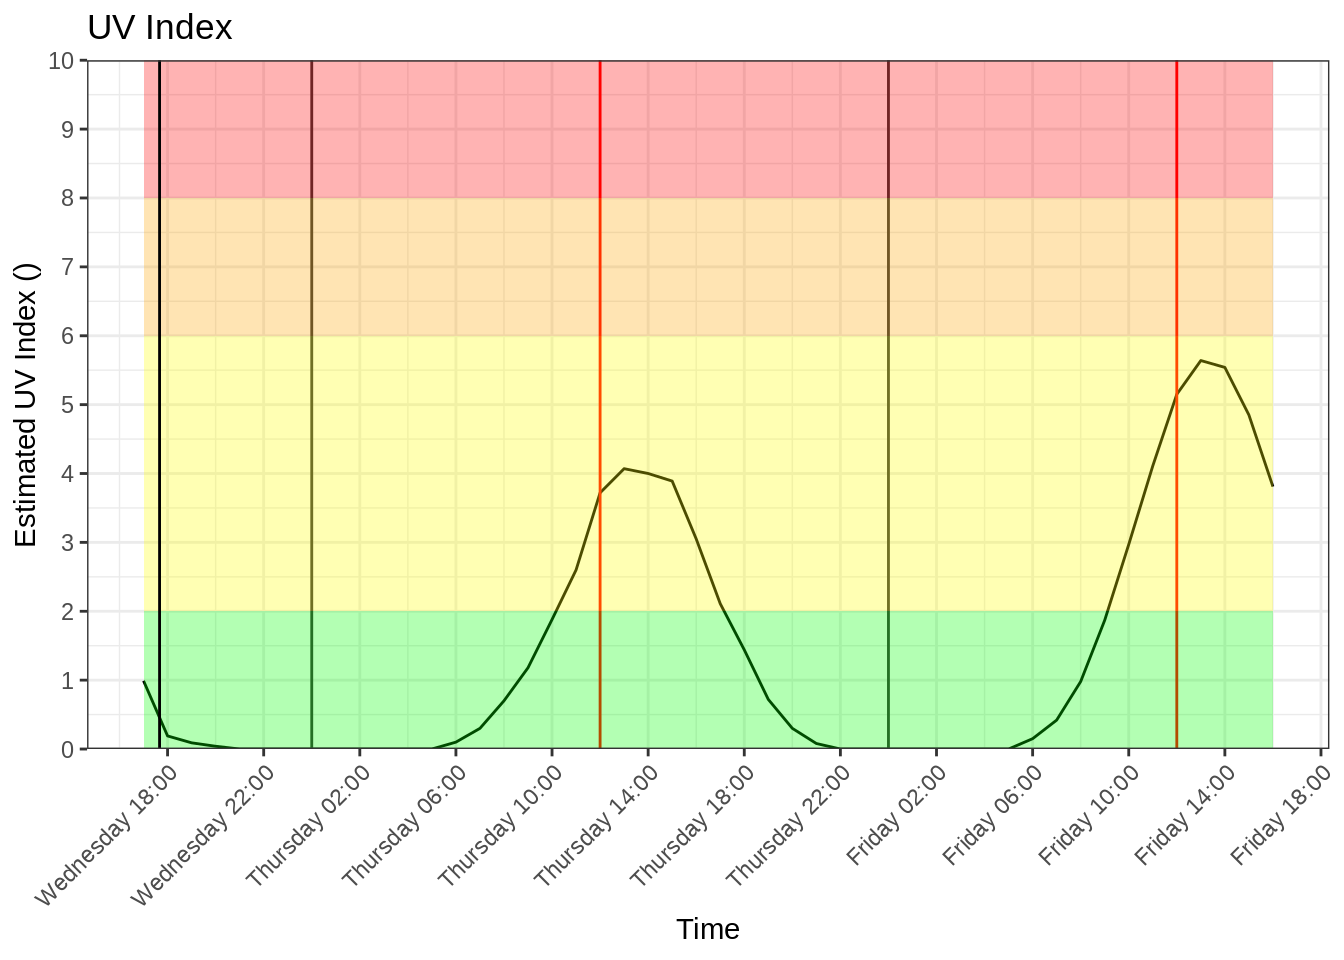 UV Index
Estimated UV Index ()
10
9
8
7
6
5
4
3
2
1
0
Wednesday 18:00
Wednesday 22:00
Thursday 02:00
Thursday 06:00
Thursday 10:00
Thursday 14:00
Thursday 18:00
Thursday 22:00
Friday 02:00
Friday 06:00
Friday 10:00
Friday 14:00
Friday 18:00
Time